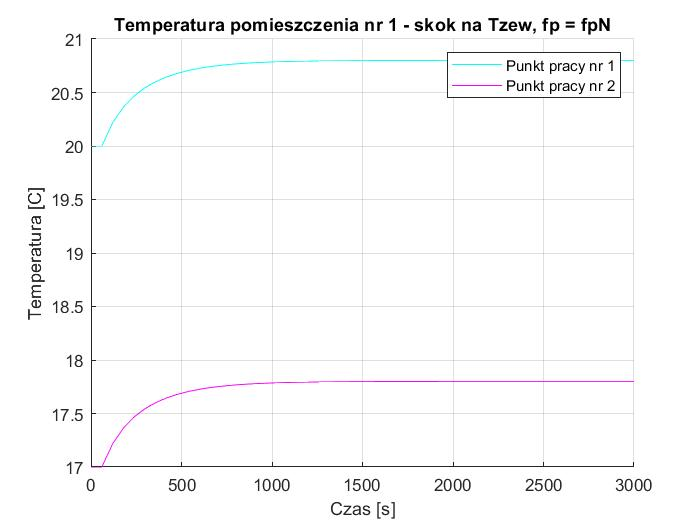 Temperatura pomieszczenia nr 1 - skok na Tzew, fp = fpN
21
20.5
20
19.5
19
18.5
18
17.5
17
Temperatura [C]
Punkt pracy nr 1
Punkt pracy nr 2
0 500 1000 1500 2000 2500 3000
Czas [s]